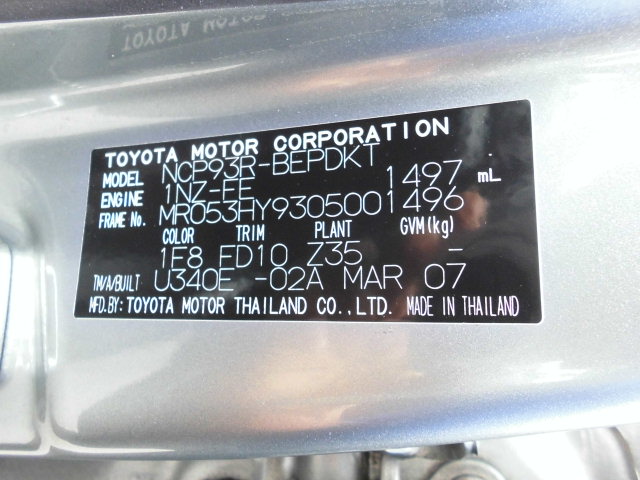 TOYOTA MOTOR CORPORATION
MODEL NCP93R-BEPDKT
ENGINE 1NZ-FE 1497 mL
FRAME No. MR053HY9305001496
COLOR TRIM PLANT GVM(kg)
1E8 FD10 Z35 -
TM/A/BUILT U340E -02A MAR 07
MFD.BY: TOYOTA MOTOR THAILAND CO.,LTD. MADE IN THAILAND